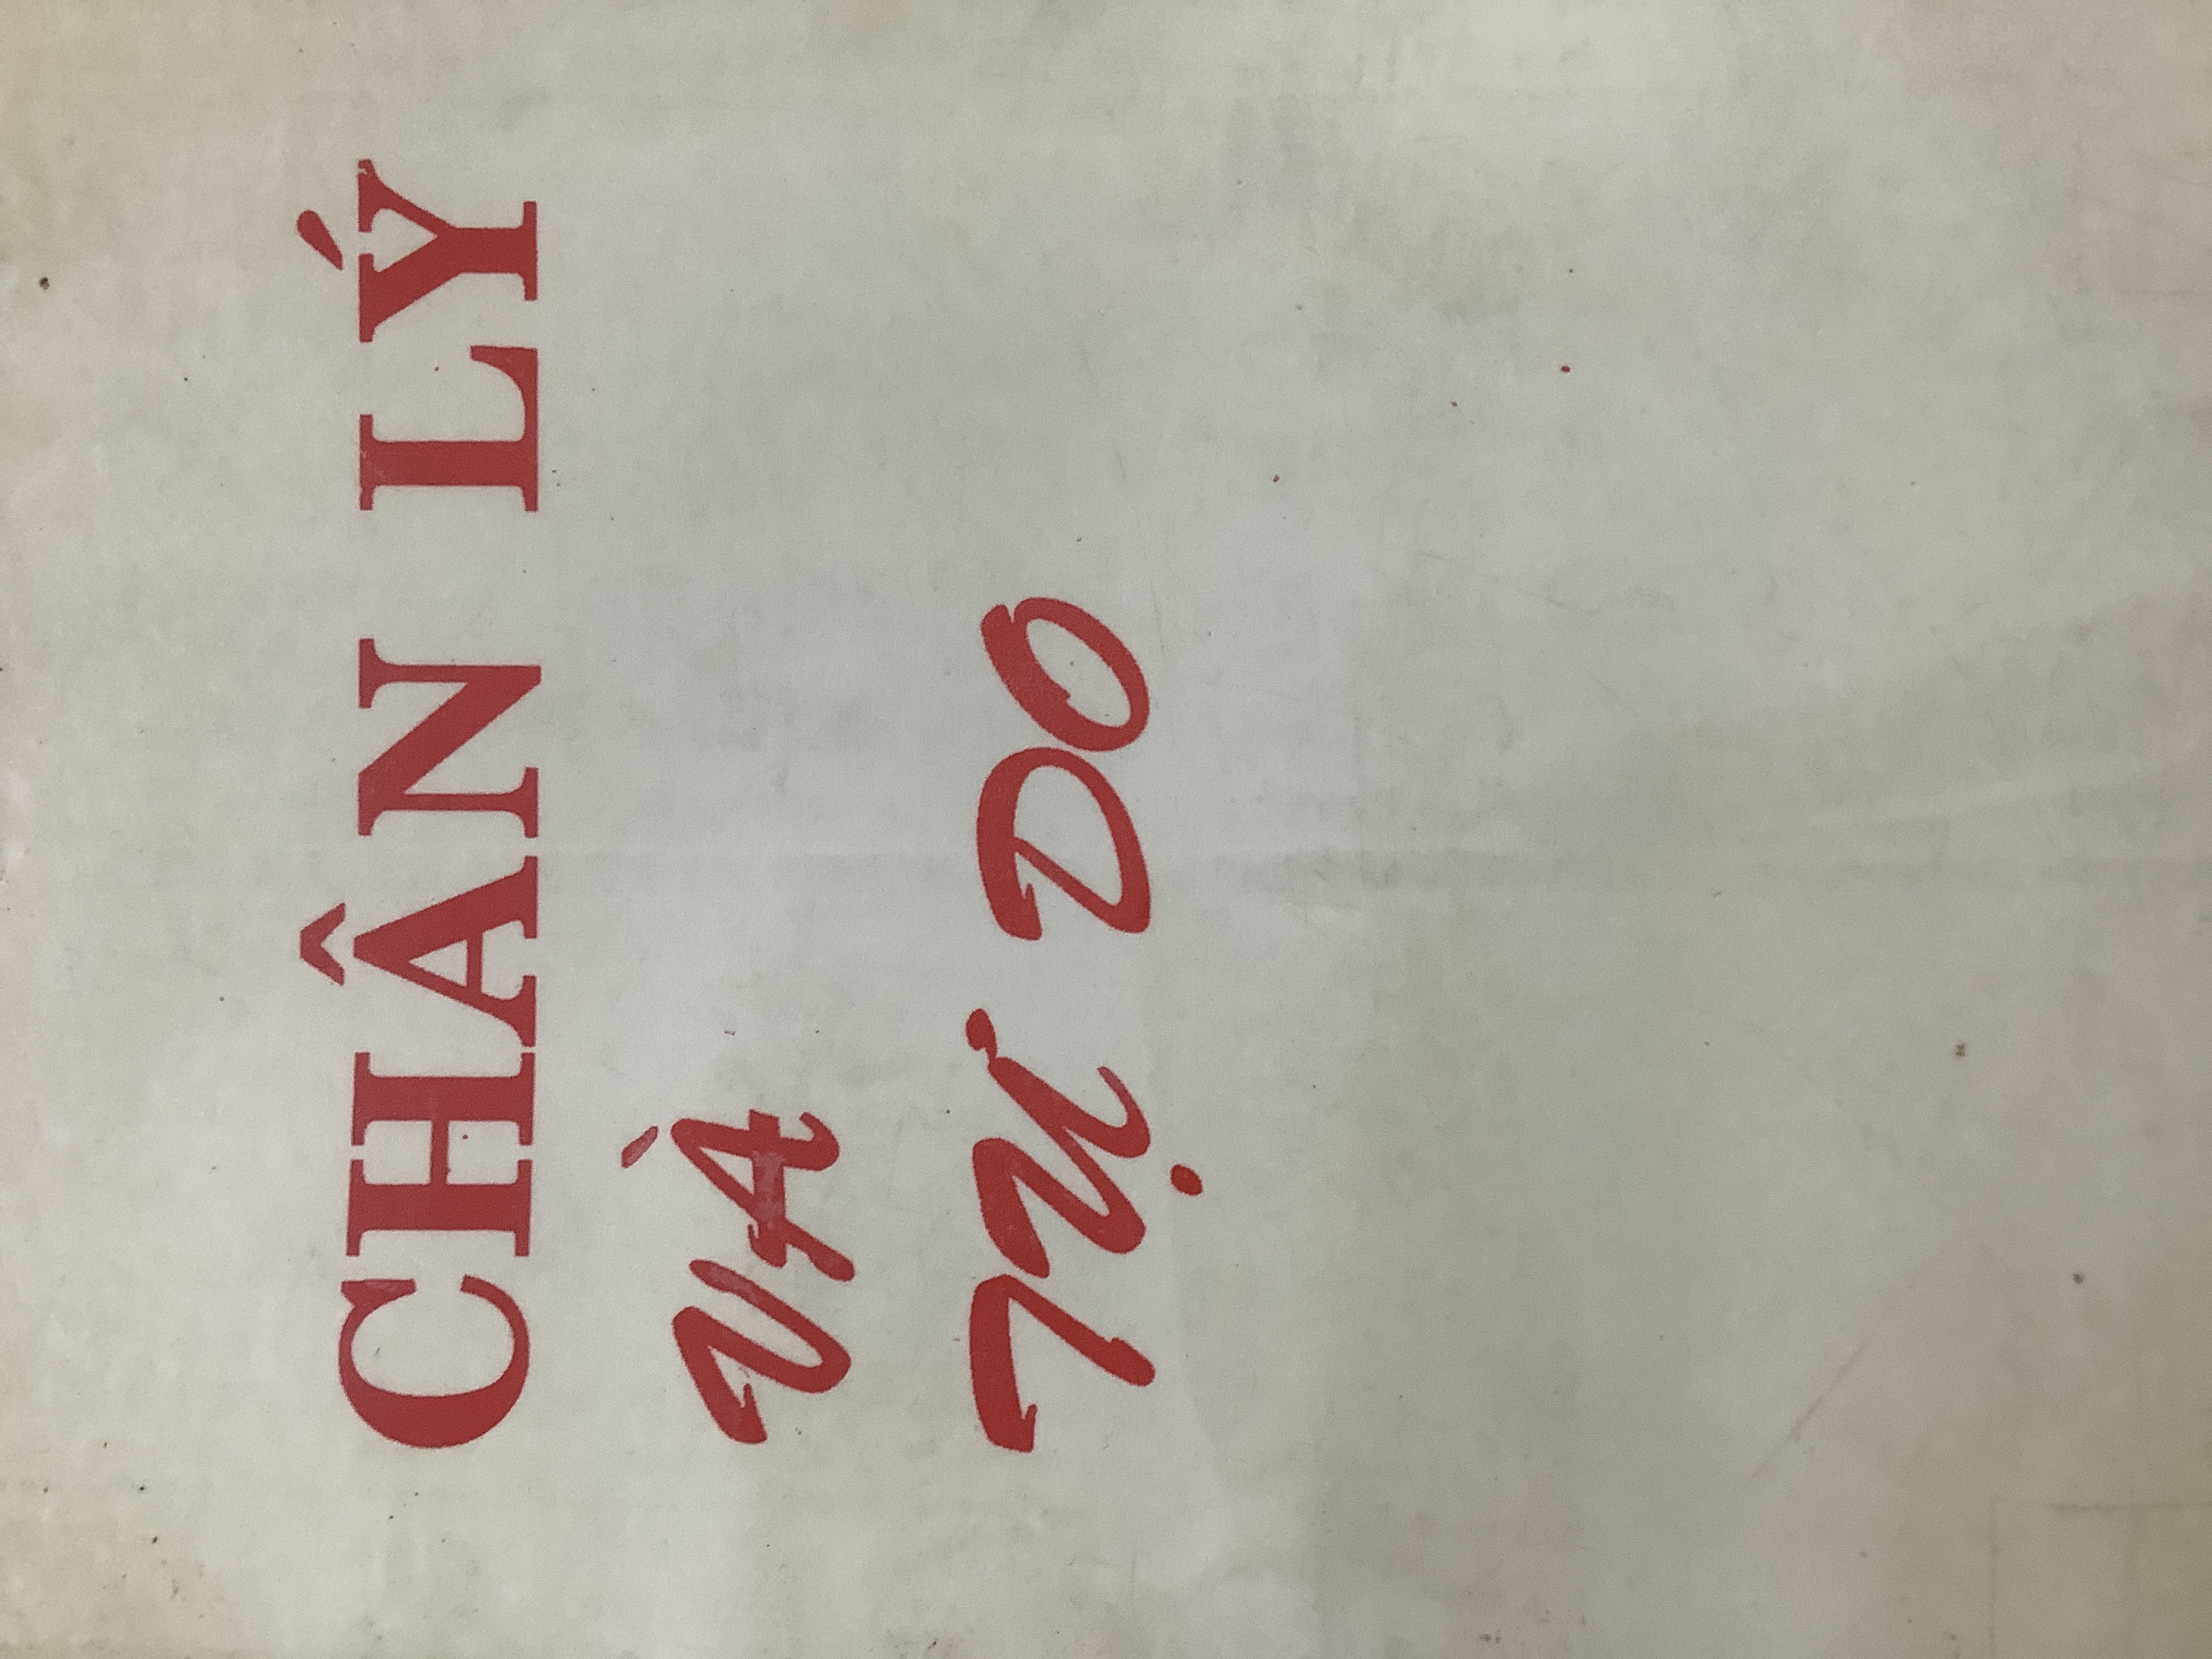 CHÂN LÝ
VÀ
TỰ DO